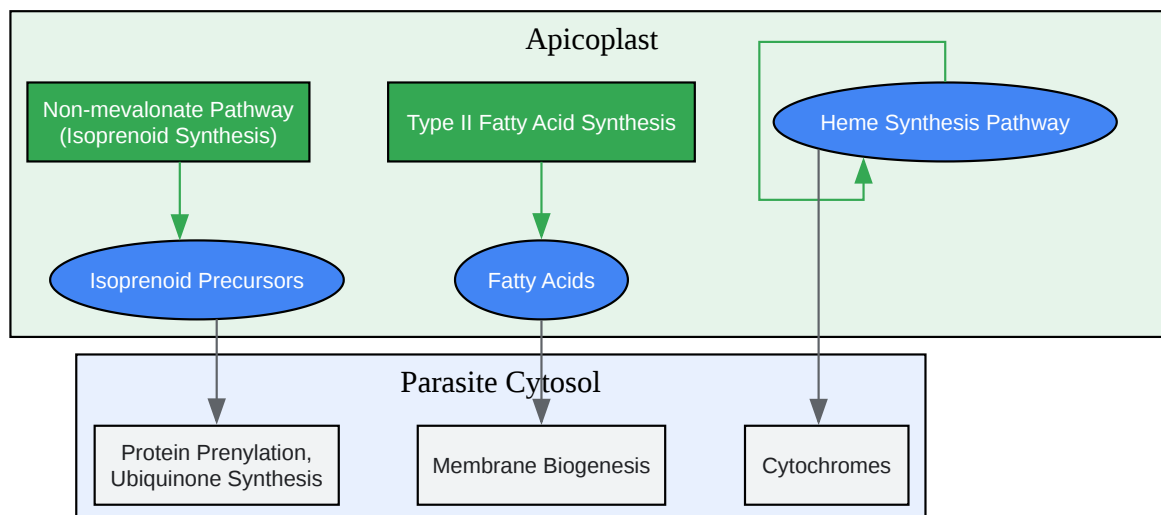 Apicoplast
Non-mevalonate Pathway
(Isoprenoid Synthesis)
Type II Fatty Acid Synthesis
Heme Synthesis Pathway
Isoprenoid Precursors
Fatty Acids
Parasite Cytosol
Protein Prenylation,
Ubiquinone Synthesis
Membrane Biogenesis
Cytochromes